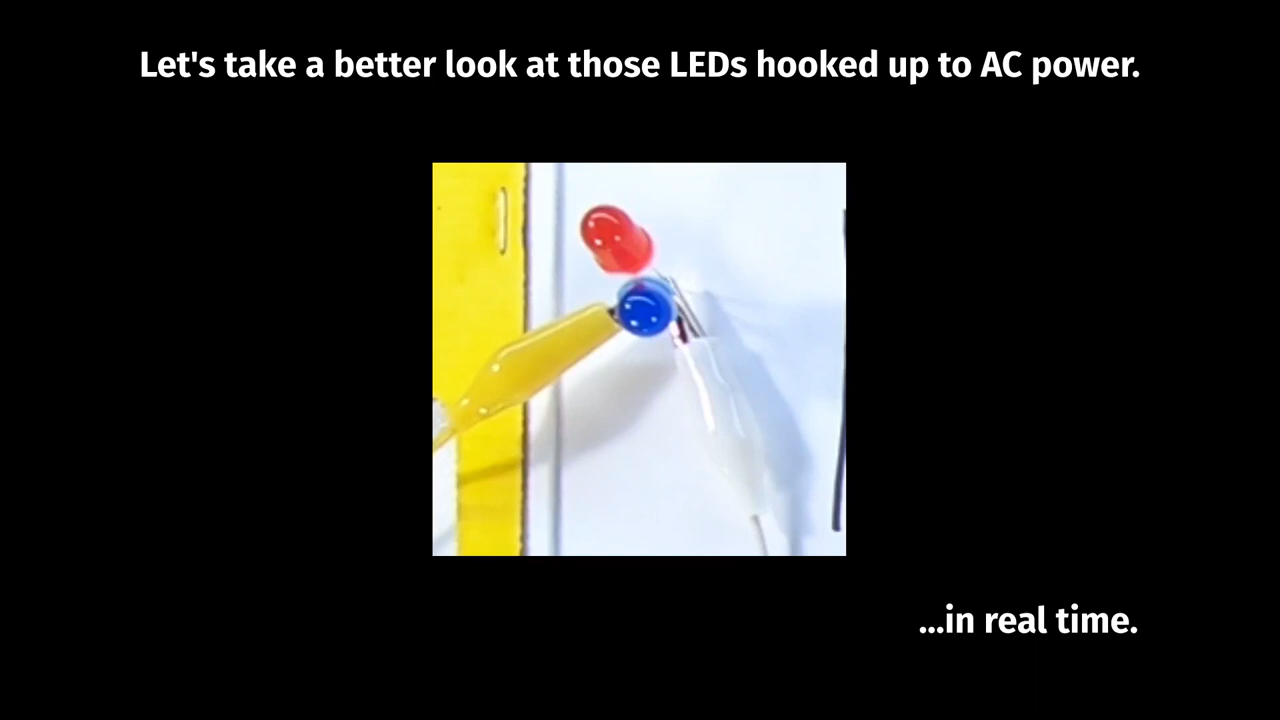 Let's take a better look at those LEDs hooked up to AC power.
...in real time.